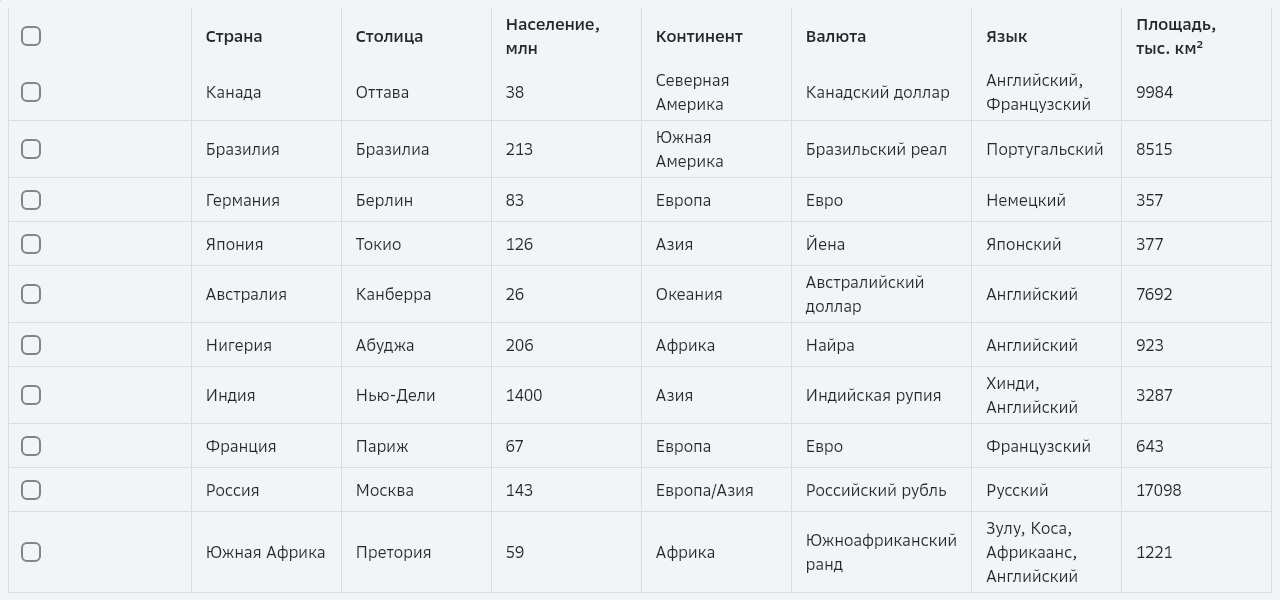 Страна Столица Население, млн Континент Валюта Язык Площадь, тыс. км²
Канада Оттава 38 Северная Америка Канадский доллар Английский, Французский 9984
Бразилия Бразилиа 213 Южная Америка Бразильский реал Португальский 8515
Германия Берлин 83 Европа Евро Немецкий 357
Япония Токио 126 Азия Йена Японский 377
Австралия Канберра 26 Океания Австралийский доллар Английский 7692
Нигерия Абуджа 206 Африка Найра Английский 923
Индия Нью-Дели 1400 Азия Индийская рупия Хинди, Английский 3287
Франция Париж 67 Европа Евро Французский 643
Россия Москва 143 Европа/Азия Российский рубль Русский 17098
Южная Африка Претория 59 Африка Южноафриканский ранд Зулу, Коса, Африкаанс, Английский 1221